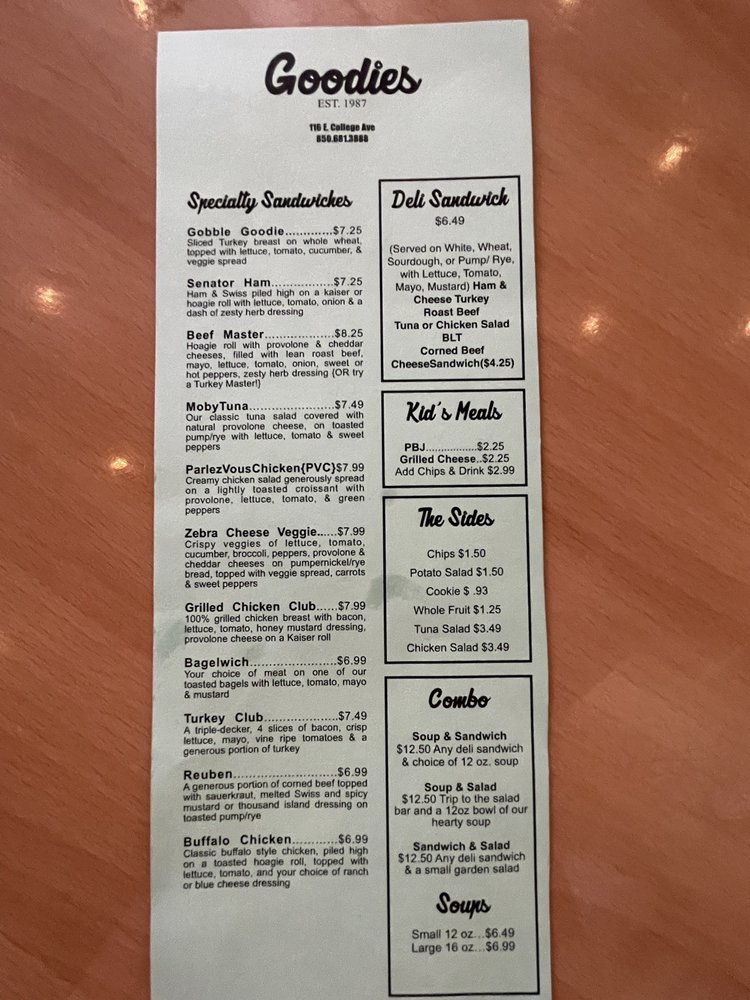 Goodies
EST. 1987
116 E. College Ave
850.681.3888
Specialty Sandwiches
Gobble Goodie.............$7.25
Sliced Turkey breast on whole wheat,
topped with lettuce, tomato, cucumber, &
veggie spread
Senator Ham.................$7.25
Ham & Swiss piled high on a kaiser or
hoagie roll with lettuce, tomato, onion & a
dash of zesty herb dressing
Beef Master...................$8.25
Hoagie roll with provolone & cheddar
cheeses, filled with lean roast beef,
mayo, lettuce, tomato, onion, sweet or
hot peppers, zesty herb dressing {OR try
a Turkey Master!}
MobyTuna.......................$7.49
Our classic tuna salad covered with
natural provolone cheese, on toasted
pump/rye with lettuce, tomato & sweet
peppers
ParlezVousChicken{PVC}$7.99
Creamy chicken salad generously spread
on a lightly toasted croissant with
provolone, lettuce, tomato, & green
peppers
Zebra Cheese Veggie......$7.99
Crispy veggies of lettuce, tomato,
cucumber, broccoli, peppers, provolone &
cheddar cheeses on pumpernickel/rye
bread, topped with veggie spread, carrots
& sweet peppers
Grilled Chicken Club......$7.99
100% grilled chicken breast with bacon,
lettuce, tomato, honey mustard dressing,
provolone cheese on a Kaiser roll
Bagelwich........................$6.99
Your choice of meat on one of our
toasted bagels with lettuce, tomato, mayo
& mustard
Turkey Club....................$7.49
A triple-decker, 4 slices of bacon, crisp
lettuce, mayo, vine ripe tomatoes & a
generous portion of turkey
Reuben............................$6.99
A generous portion of corned beef topped
with sauerkraut, melted Swiss and spicy
mustard or thousand island dressing on
toasted pump/rye
Buffalo Chicken............$6.99
Classic buffalo style chicken, piled high
on a toasted hoagie roll, topped with
lettuce, tomato, and your choice of ranch
or blue cheese dressing
Deli Sandwich
$6.49
(Served on White, Wheat,
Sourdough, or Pump/ Rye,
with Lettuce, Tomato,
Mayo, Mustard) Ham &
Cheese Turkey
Roast Beef
Tuna or Chicken Salad
BLT
Corned Beef
CheeseSandwich($4.25)
Kid's Meals
PBJ..................$2.25
Grilled Cheese..$2.25
Add Chips & Drink $2.99
The Sides
Chips $1.50
Potato Salad $1.50
Cookie $ .93
Whole Fruit $1.25
Tuna Salad $3.49
Chicken Salad $3.49
Combo
Soup & Sandwich
$12.50 Any deli sandwich
& choice of 12 oz. soup
Soup & Salad
$12.50 Trip to the salad
bar and a 12oz bowl of our
hearty soup
Sandwich & Salad
$12.50 Any deli sandwich
& a small garden salad
Soups
Small 12 oz...$6.49
Large 16 oz...$6.99